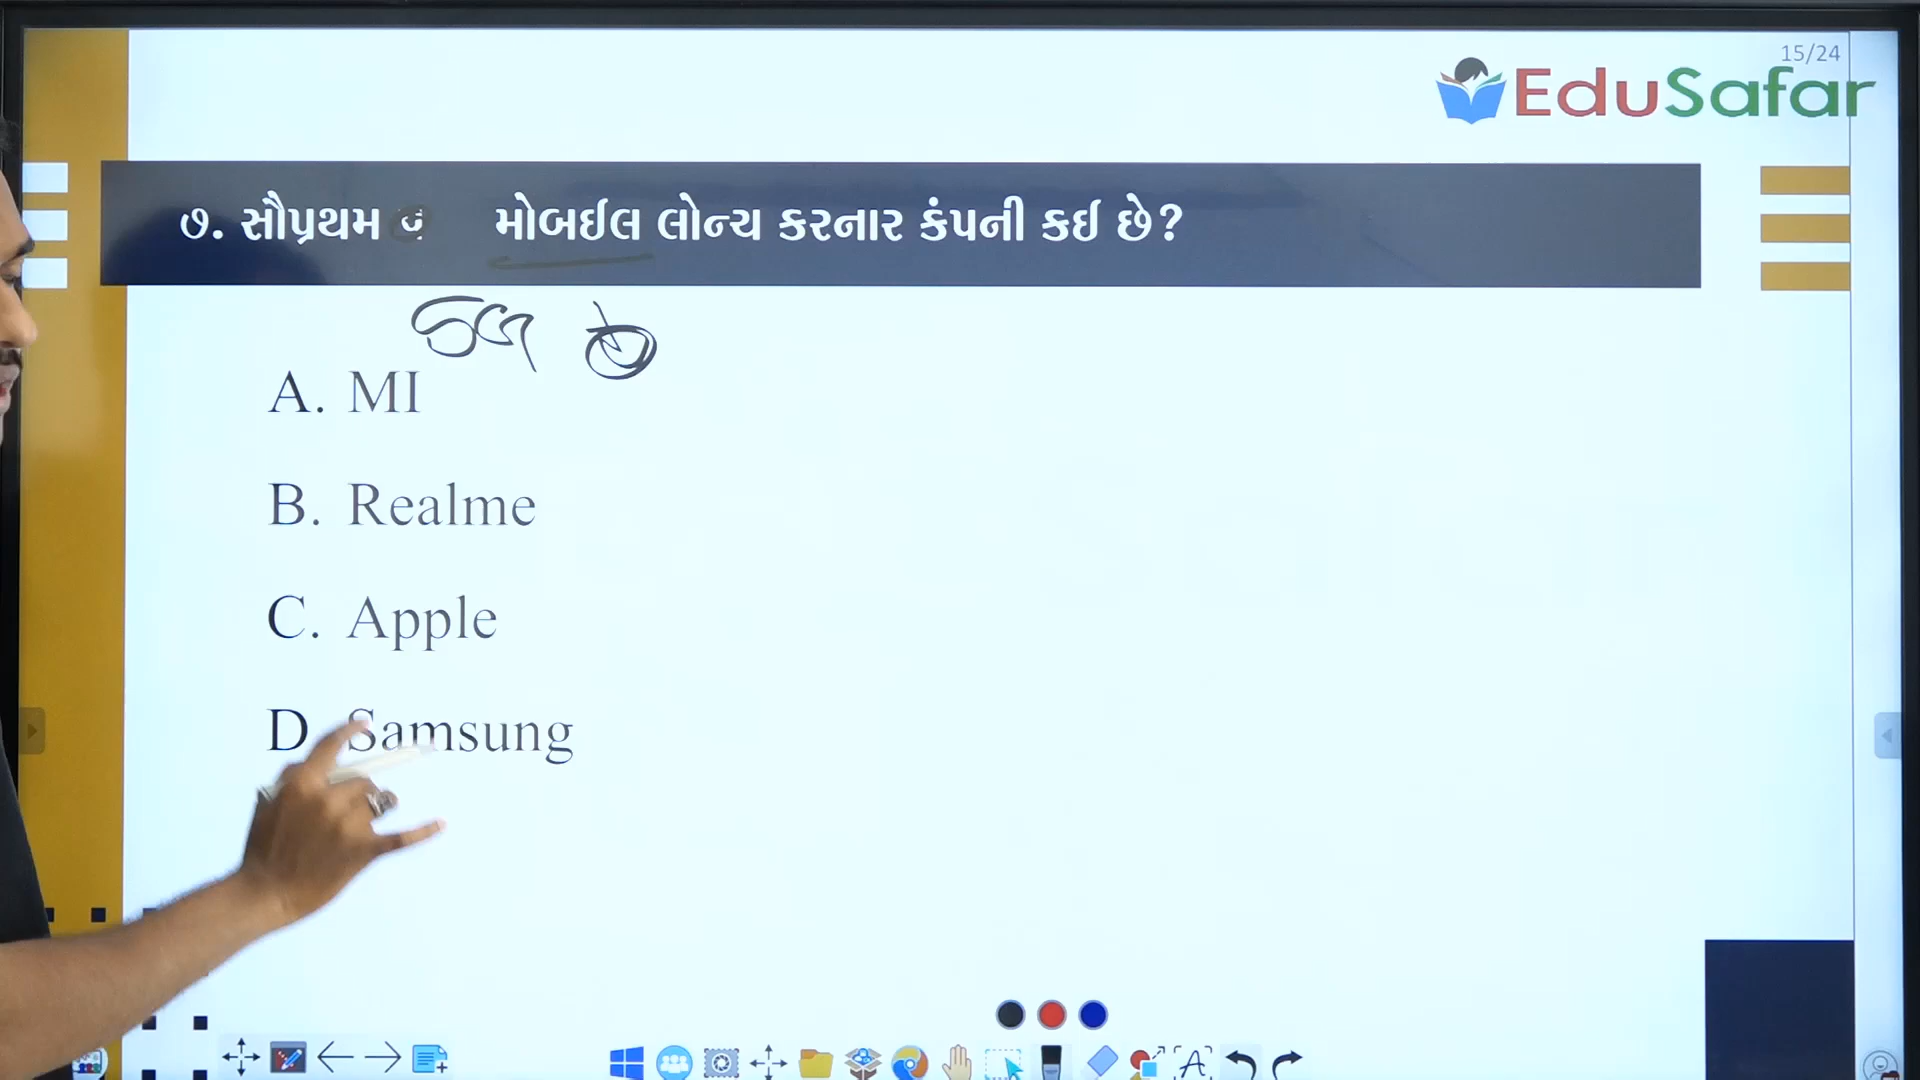 15/24
EduSafar
૭. સૌપ્રથમ મોબઈલ લોન્ચ કરનાર કંપની કઈ છે?
A. MI
B. Realme
C. Apple
D. Samsung